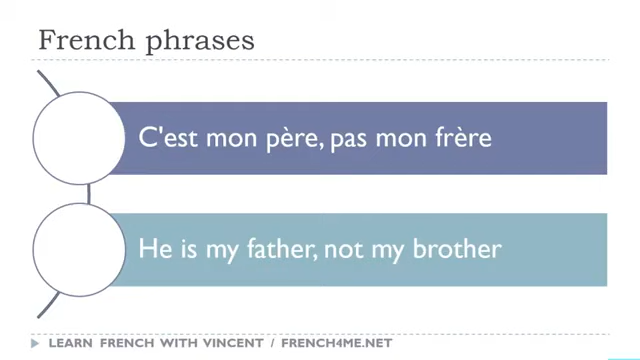 French phrases
C'est mon père, pas mon frère
He is my father, not my brother
LEARN FRENCH WITH VINCENT / FRENCH4ME.NET